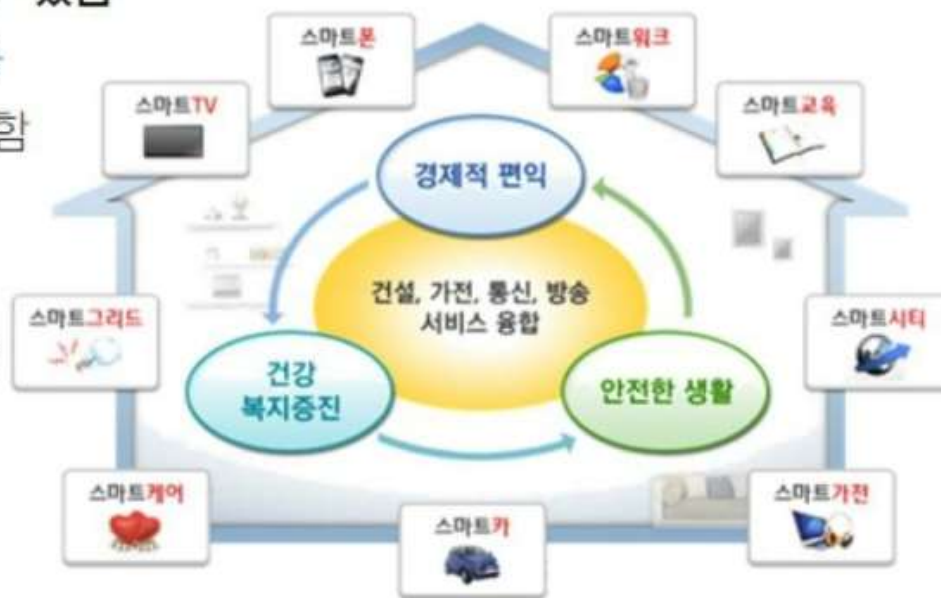 함
스마트폰
스마트워크
스마트TV
스마트교육
경제적 편익
건설, 가전, 통신, 방송
서비스 융합
스마트그리드
스마트시티
건강
복지증진
안전한 생활
스마트케어
스마트가전
스마트카